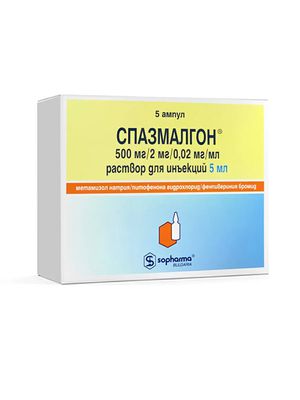 5 ампул
СПАЗМАЛГОН®
500 мг/2 мг/0,02 мг/мл
раствор для инъекций 5 мл
метамизол натрия/питофенона гидрохлорид/фенпивериния бромид
sopharma®
BULGARIA